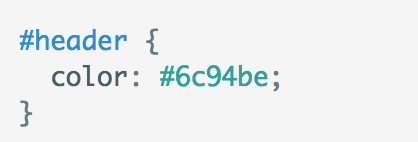 #header {
  color: #6c94be;
}